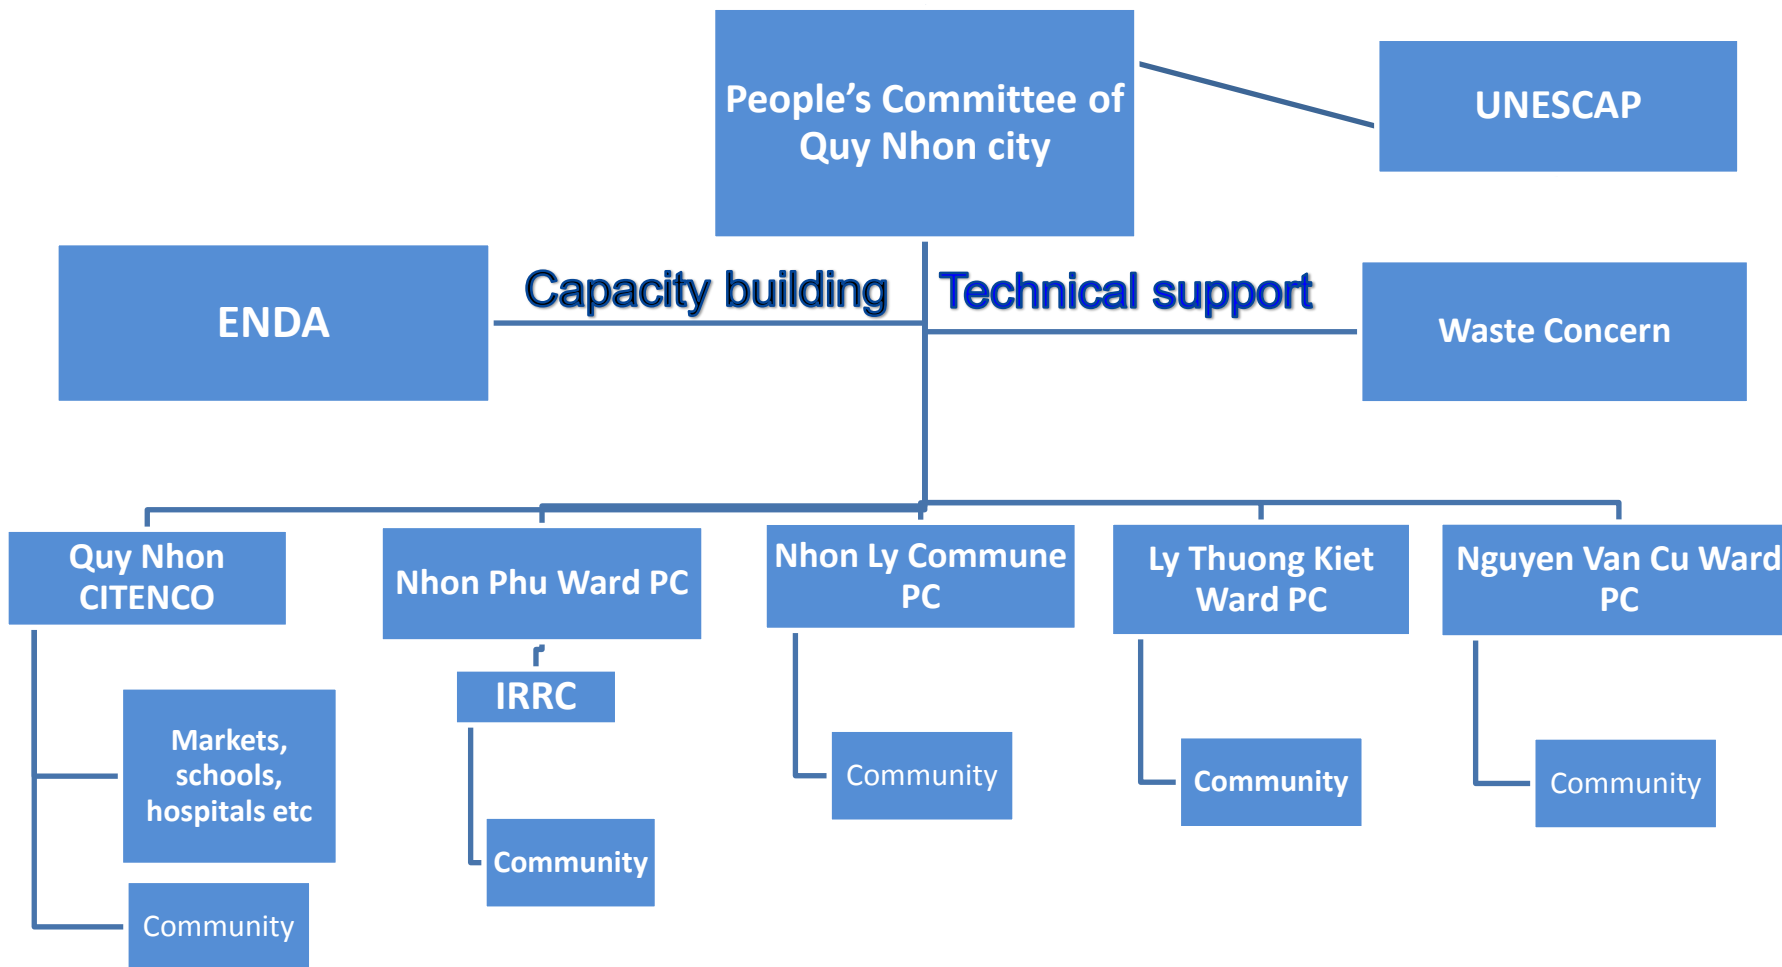 People’s Committee of
Quy Nhon city
UNESCAP
ENDA
Capacity building
Technical support
Waste Concern
Quy Nhon
CITENCO
Nhon Phu Ward PC
Nhon Ly Commune
PC
Ly Thuong Kiet
Ward PC
Nguyen Van Cu Ward
PC
IRRC
Markets,
schools,
hospitals etc
Community
Community
Community
Community
Community